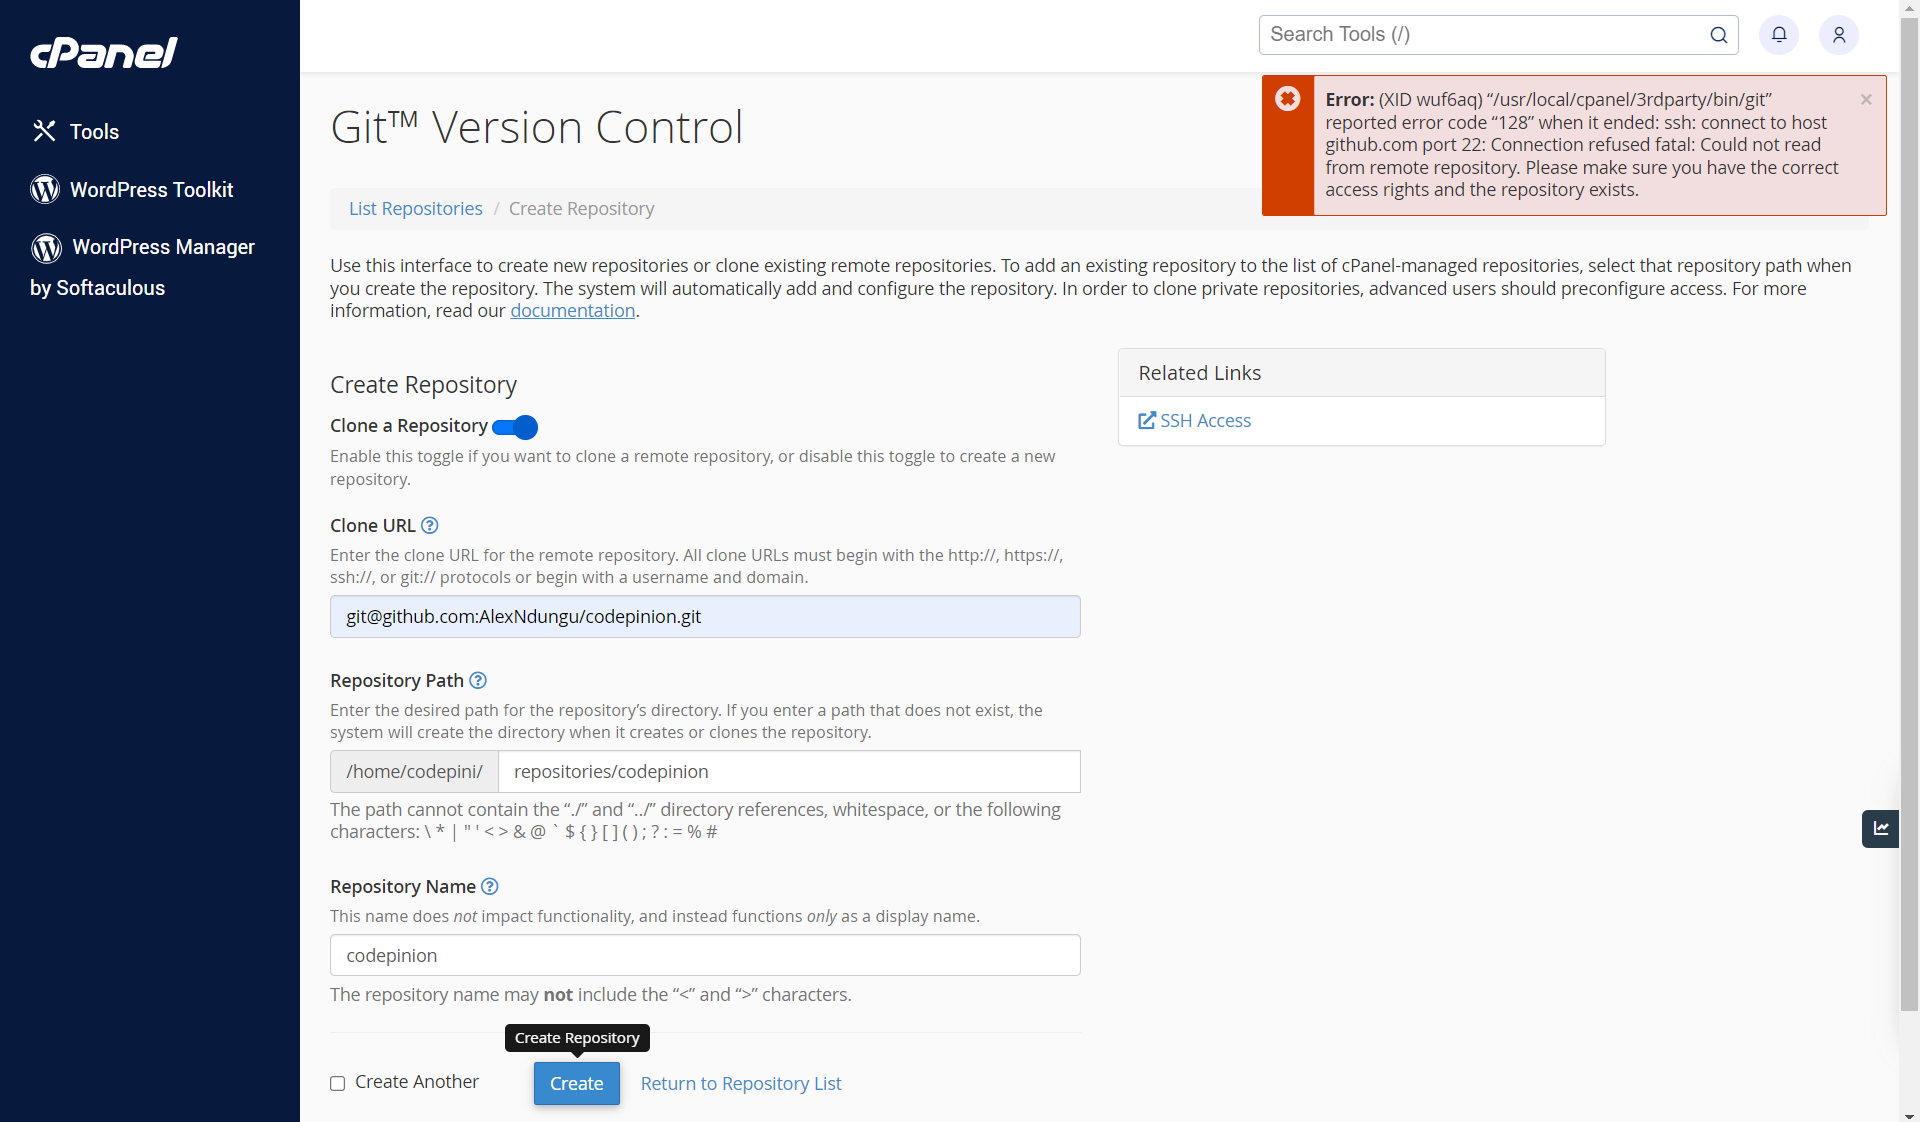 cPanel
Search Tools (/)
Tools
WordPress Toolkit
WordPress Manager
by Softaculous
Git™ Version Control
Error: (XID wuf6aq) “/usr/local/cpanel/3rdparty/bin/git”
reported error code “128” when it ended: ssh: connect to host
github.com port 22: Connection refused fatal: Could not read
from remote repository. Please make sure you have the correct
access rights and the repository exists.
×
List Repositories / Create Repository
Use this interface to create new repositories or clone existing remote repositories. To add an existing repository to the list of cPanel-managed repositories, select that repository path when
you create the repository. The system will automatically add and configure the repository. In order to clone private repositories, advanced users should preconfigure access. For more
information, read our documentation.
Create Repository
Clone a Repository
Enable this toggle if you want to clone a remote repository, or disable this toggle to create a new
repository.
Clone URL ?
Enter the clone URL for the remote repository. All clone URLs must begin with the http://, https://,
ssh://, or git:// protocols or begin with a username and domain.
git@github.com:AlexNdungu/codepinion.git
Repository Path ?
Enter the desired path for the repository’s directory. If you enter a path that does not exist, the
system will create the directory when it creates or clones the repository.
/home/codepini/ repositories/codepinion
The path cannot contain the “./” and “../” directory references, whitespace, or the following
characters: \ * | " ' < > & @ ` $ { } [ ] ( ) ; ? : = % #
Repository Name ?
This name does not impact functionality, and instead functions only as a display name.
codepinion
The repository name may not include the “<” and “>” characters.
Create Repository
Create Another
Create
Return to Repository List
Related Links
SSH Access